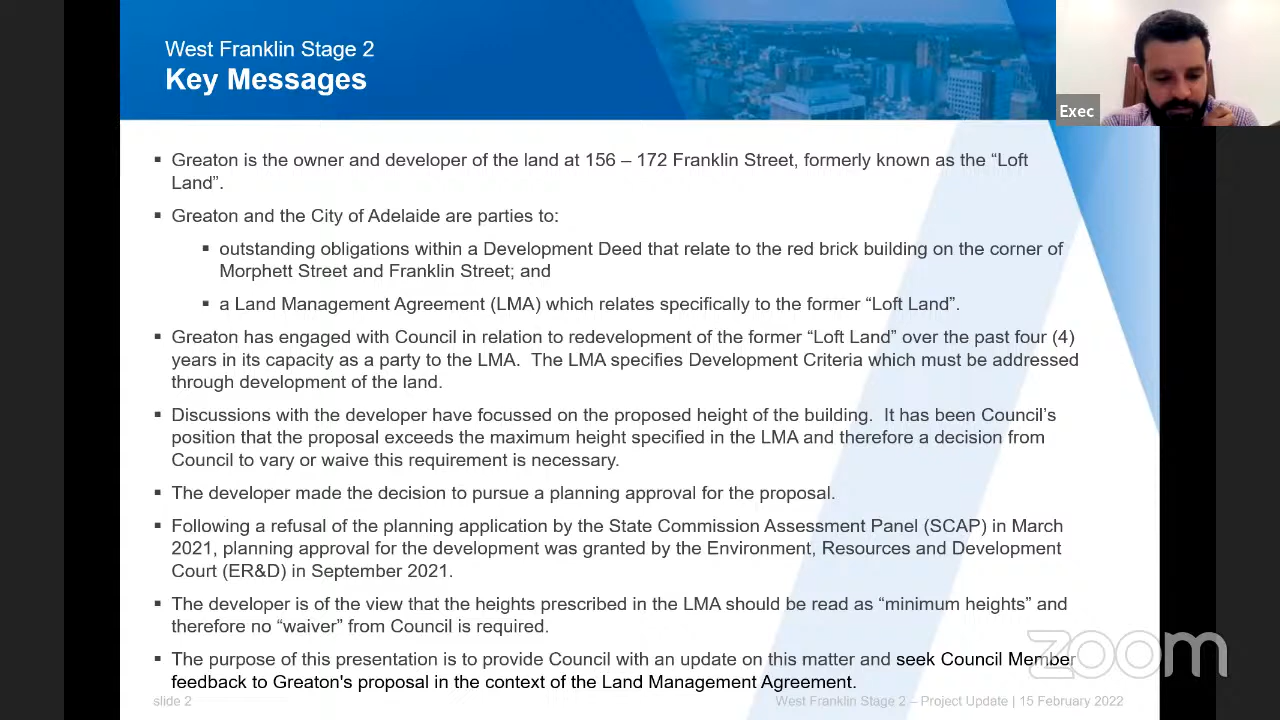 West Franklin Stage 2
Key Messages
Exec
▪ Greaton is the owner and developer of the land at 156 – 172 Franklin Street, formerly known as the “Loft
Land”.
▪ Greaton and the City of Adelaide are parties to:
▪ outstanding obligations within a Development Deed that relate to the red brick building on the corner of
Morphett Street and Franklin Street; and
▪ a Land Management Agreement (LMA) which relates specifically to the former “Loft Land”.
▪ Greaton has engaged with Council in relation to redevelopment of the former “Loft Land” over the past four (4)
years in its capacity as a party to the LMA.  The LMA specifies Development Criteria which must be addressed
through development of the land.
▪ Discussions with the developer have focussed on the proposed height of the building.  It has been Council’s
position that the proposal exceeds the maximum height specified in the LMA and therefore a decision from
Council to vary or waive this requirement is necessary.
▪ The developer made the decision to pursue a planning approval for the proposal.
▪ Following a refusal of the planning application by the State Commission Assessment Panel (SCAP) in March
2021, planning approval for the development was granted by the Environment, Resources and Development
Court (ER&D) in September 2021.
▪ The developer is of the view that the heights prescribed in the LMA should be read as “minimum heights” and
therefore no “waiver” from Council is required.
▪ The purpose of this presentation is to provide Council with an update on this matter and seek Council Member
feedback to Greaton's proposal in the context of the Land Management Agreement.
zoom
slide 2
West Franklin Stage 2 – Project Update | 15 February 2022